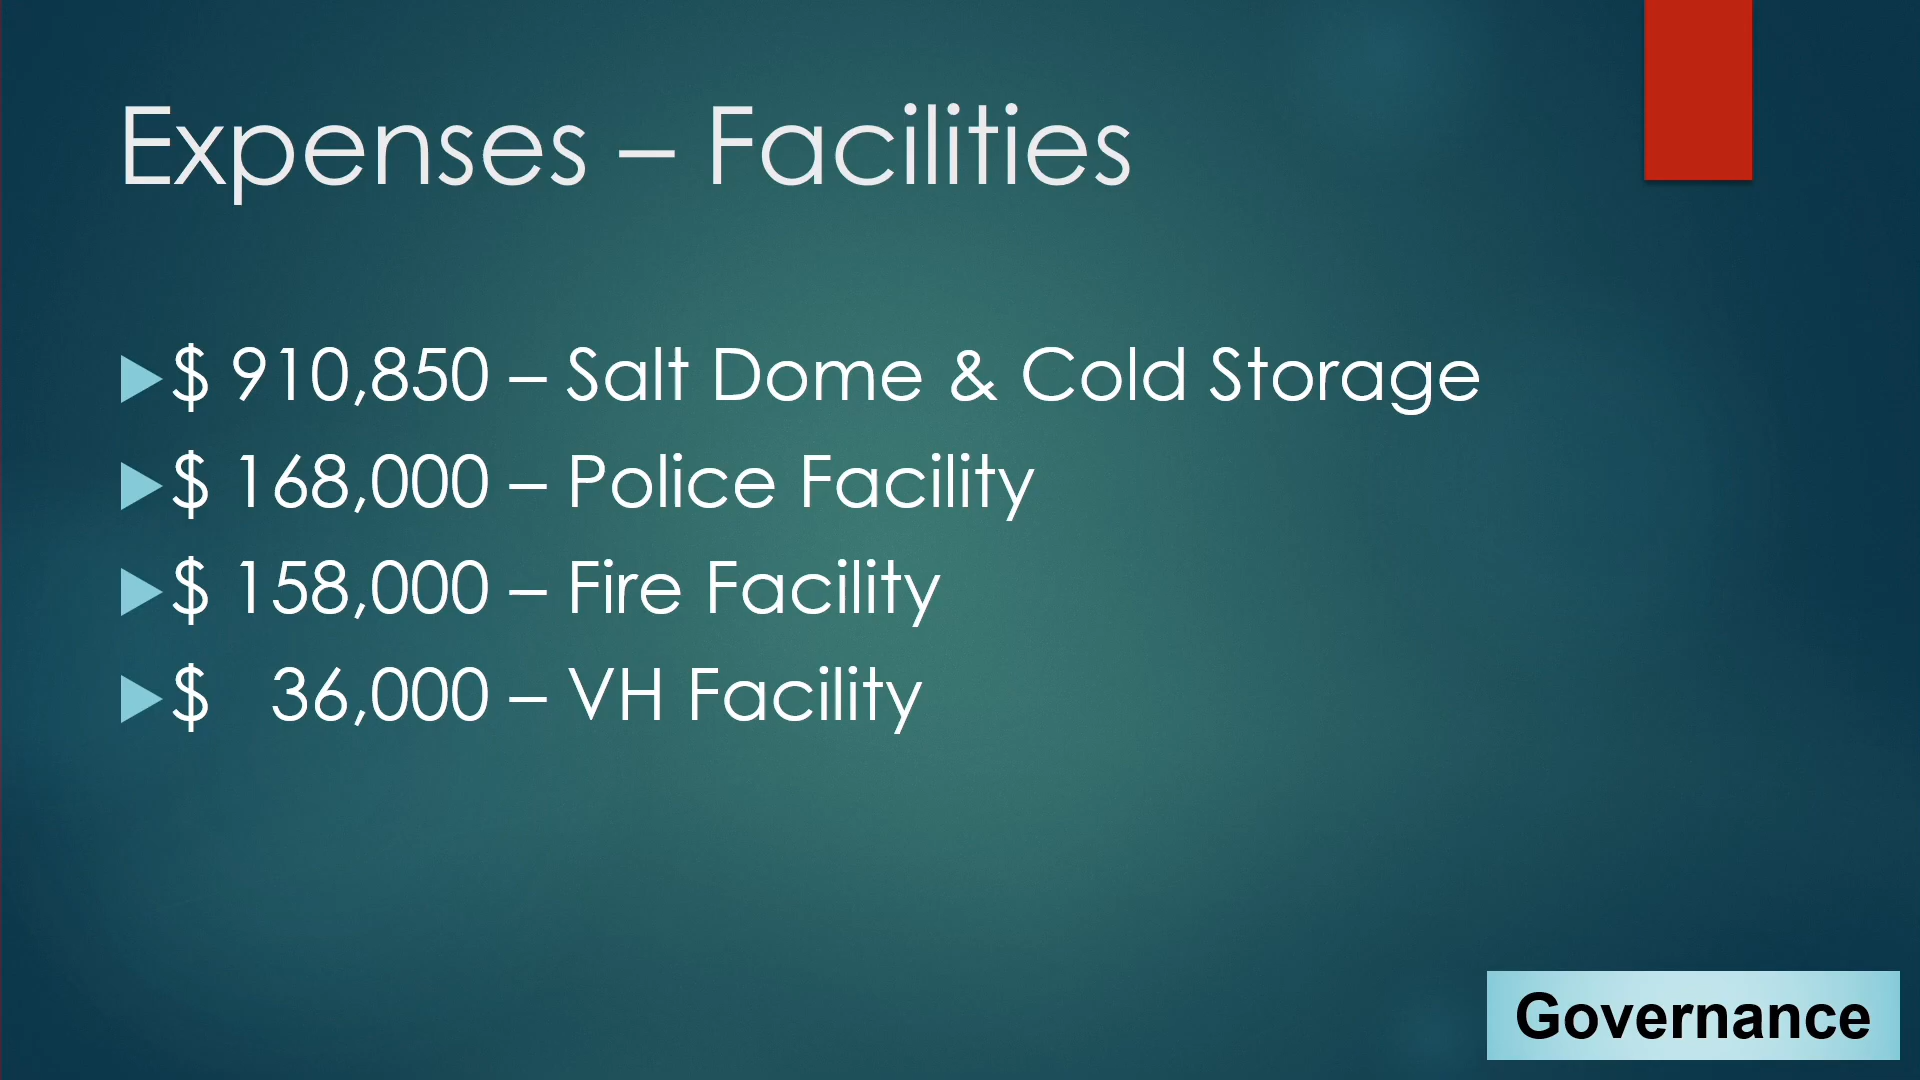 Expenses – Facilities
$ 910,850 – Salt Dome & Cold Storage
$ 168,000 – Police Facility
$ 158,000 – Fire Facility
$ 36,000 – VH Facility
Governance